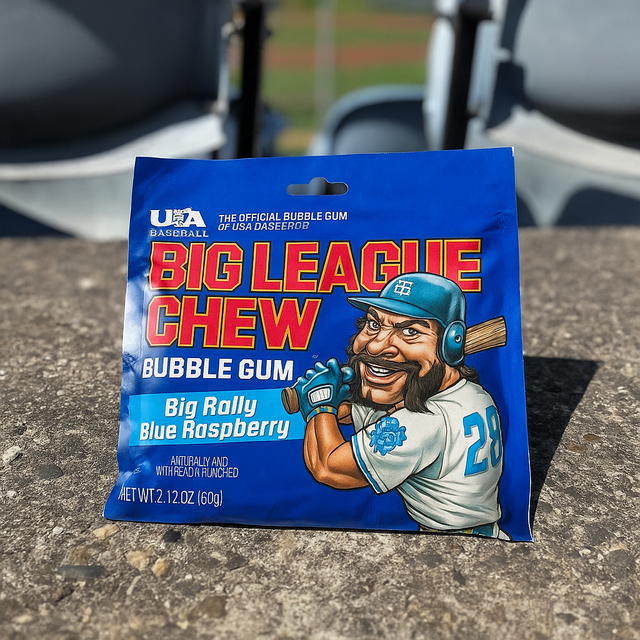 USA
BASEBALL
THE OFFICIAL BUBBLE GUM
OF USA DASEEROB
BIG LEAGUE
CHEW
BUBBLE GUM
Big Rally
Blue Raspberry
ANTURALIY AND
WITH READ A RUNCHED
NET WT. 2.12 OZ (60g)
28